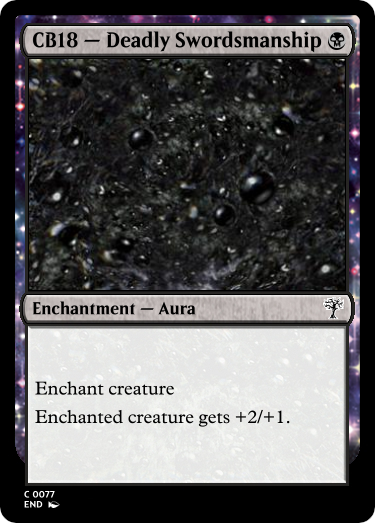 CB18 — Deadly Swordsmanship
Enchantment — Aura
Enchant creature
Enchanted creature gets +2/+1.
C 0077
END